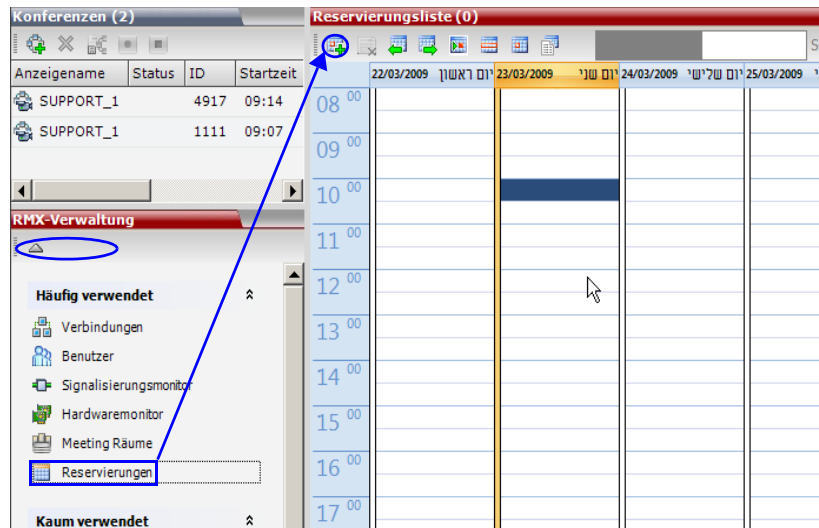 Konferenzen (2)
Anzeigename Status ID Startzeit
SUPPORT_1 4917 09:14
SUPPORT_1 1111 09:07
RMX-Verwaltung
Häufig verwendet
Verbindungen
Benutzer
Signalisierungsmonitor
Hardwaremonitor
Meeting Räume
Reservierungen
Kaum verwendet
Reservierungsliste (0)
22/03/2009 יום ראשון 23/03/2009 יום שני 24/03/2009 יום שלישי 25/03/2009
08 00
09 00
10 00
11 00
12 00
13 00
14 00
15 00
16 00
17 00